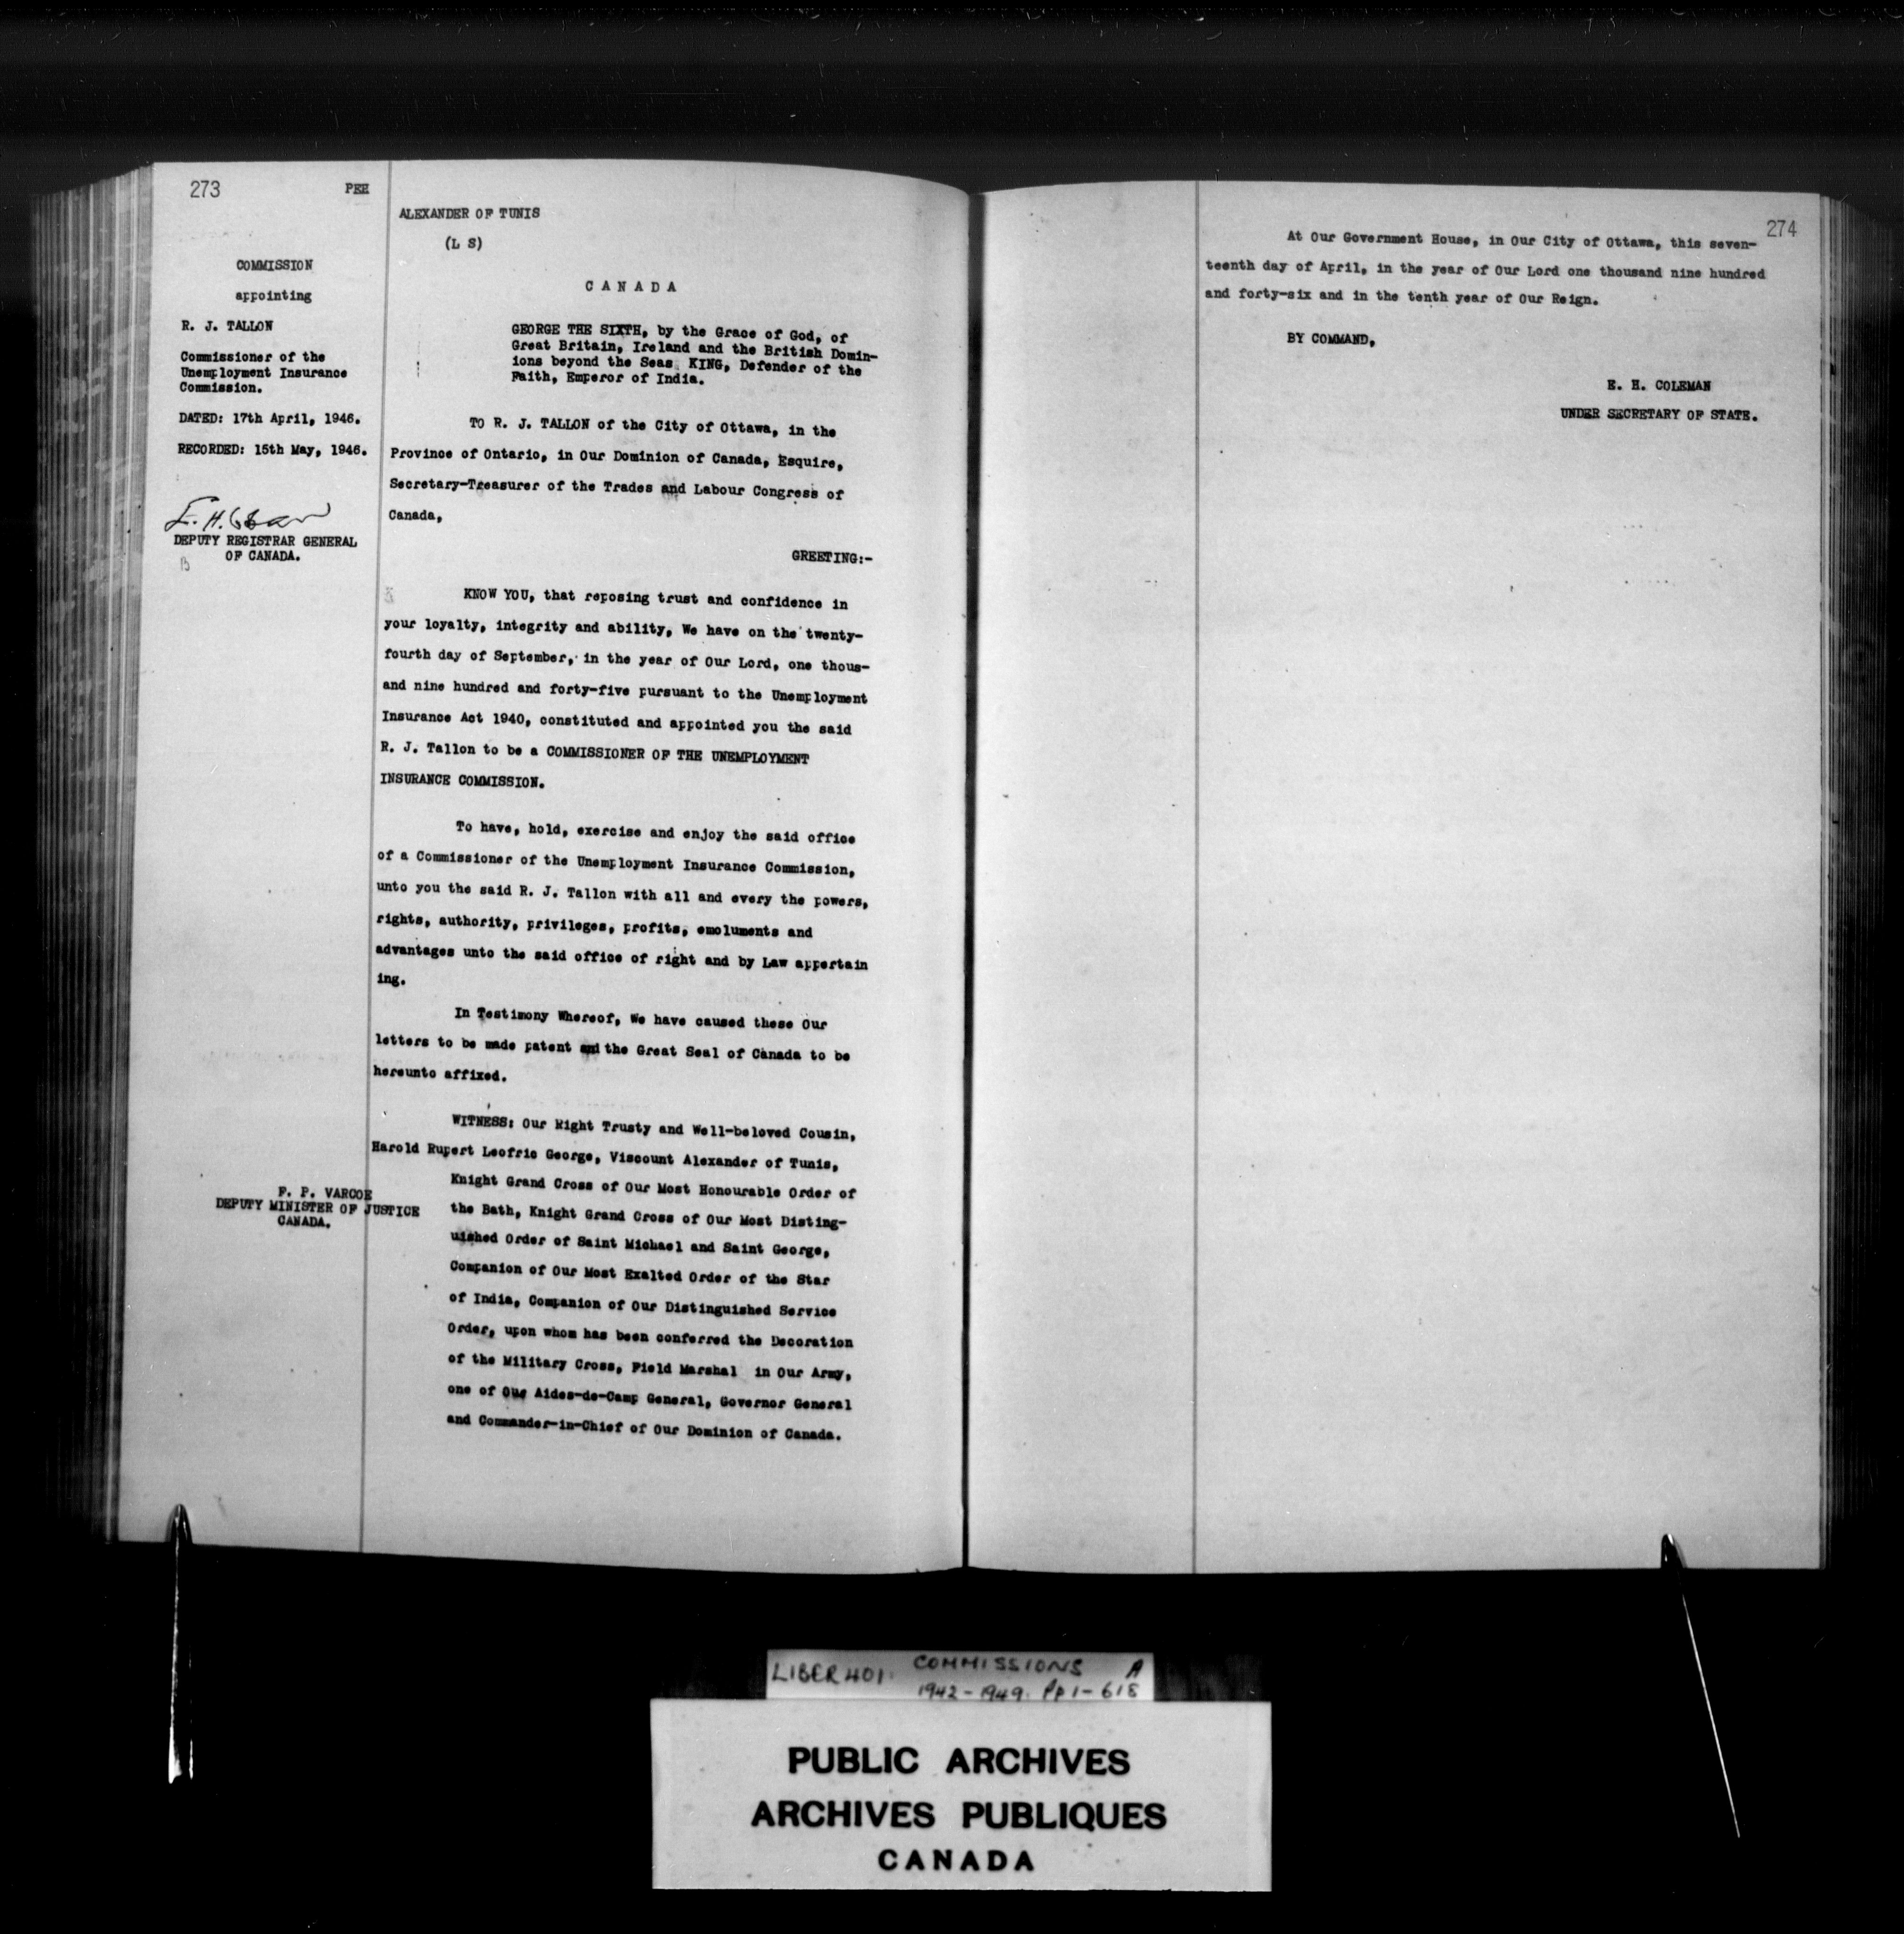 273
PEH
COMMISSION
appointing
R. J. TALLON
Commissioner of the
Unemployment Insurance
Commission.
DATED: 17th April, 1946.
RECORDED: 15th May, 1946.
DEPUTY REGISTRAR GENERAL
OF CANADA.
B
F. P. VARCOE
DEPUTY MINISTER OF JUSTICE
CANADA.
ALEXANDER OF TUNIS
(L S)
C A N A D A
GEORGE THE SIXTH, by the Grace of God, of
Great Britain, Ireland and the British Domin-
ions beyond the Seas KING, Defender of the
Faith, Emperor of India.
TO R. J. TALLON of the City of Ottawa, in the
Province of Ontario, in Our Dominion of Canada, Esquire,
Secretary-Treasurer of the Trades and Labour Congress of
Canada,
GREETING:-
KNOW YOU, that reposing trust and confidence in
your loyalty, integrity and ability, We have on the twenty-
fourth day of September, in the year of Our Lord, one thous-
and nine hundred and forty-five pursuant to the Unemployment
Insurance Act 1940, constituted and appointed you the said
R. J. Tallon to be a COMMISSIONER OF THE UNEMPLOYMENT
INSURANCE COMMISSION.
To have, hold, exercise and enjoy the said office
of a Commissioner of the Unemployment Insurance Commission,
unto you the said R. J. Tallon with all and every the powers,
rights, authority, privileges, profits, emoluments and
advantages unto the said office of right and by Law appertain
ing.
In Testimony Whereof, We have caused these Our
letters to be made patent and the Great Seal of Canada to be
hereunto affixed.
WITNESS: Our Right Trusty and Well-beloved Cousin,
Harold Rupert Leofric George, Viscount Alexander of Tunis,
Knight Grand Cross of Our Most Honourable Order of
the Bath, Knight Grand Cross of Our Most Disting-
uished Order of Saint Michael and Saint George,
Companion of Our Most Exalted Order of the Star
of India, Companion of Our Distinguished Service
Order, upon whom has been conferred the Decoration
of the Military Cross, Field Marshal in Our Army,
one of Our Aides-de-Camp General, Governor General
and Commander-in-Chief of Our Dominion of Canada.
274
At Our Government House, in Our City of Ottawa, this seven-
teenth day of April, in the year of Our Lord one thousand nine hundred
and forty-six and in the tenth year of Our Reign.
BY COMMAND,
E. H. COLEMAN
UNDER SECRETARY OF STATE.
LIBER 401. COMMISSIONS A
1942-1949. Pp 1-618
PUBLIC ARCHIVES
ARCHIVES PUBLIQUES
CANADA